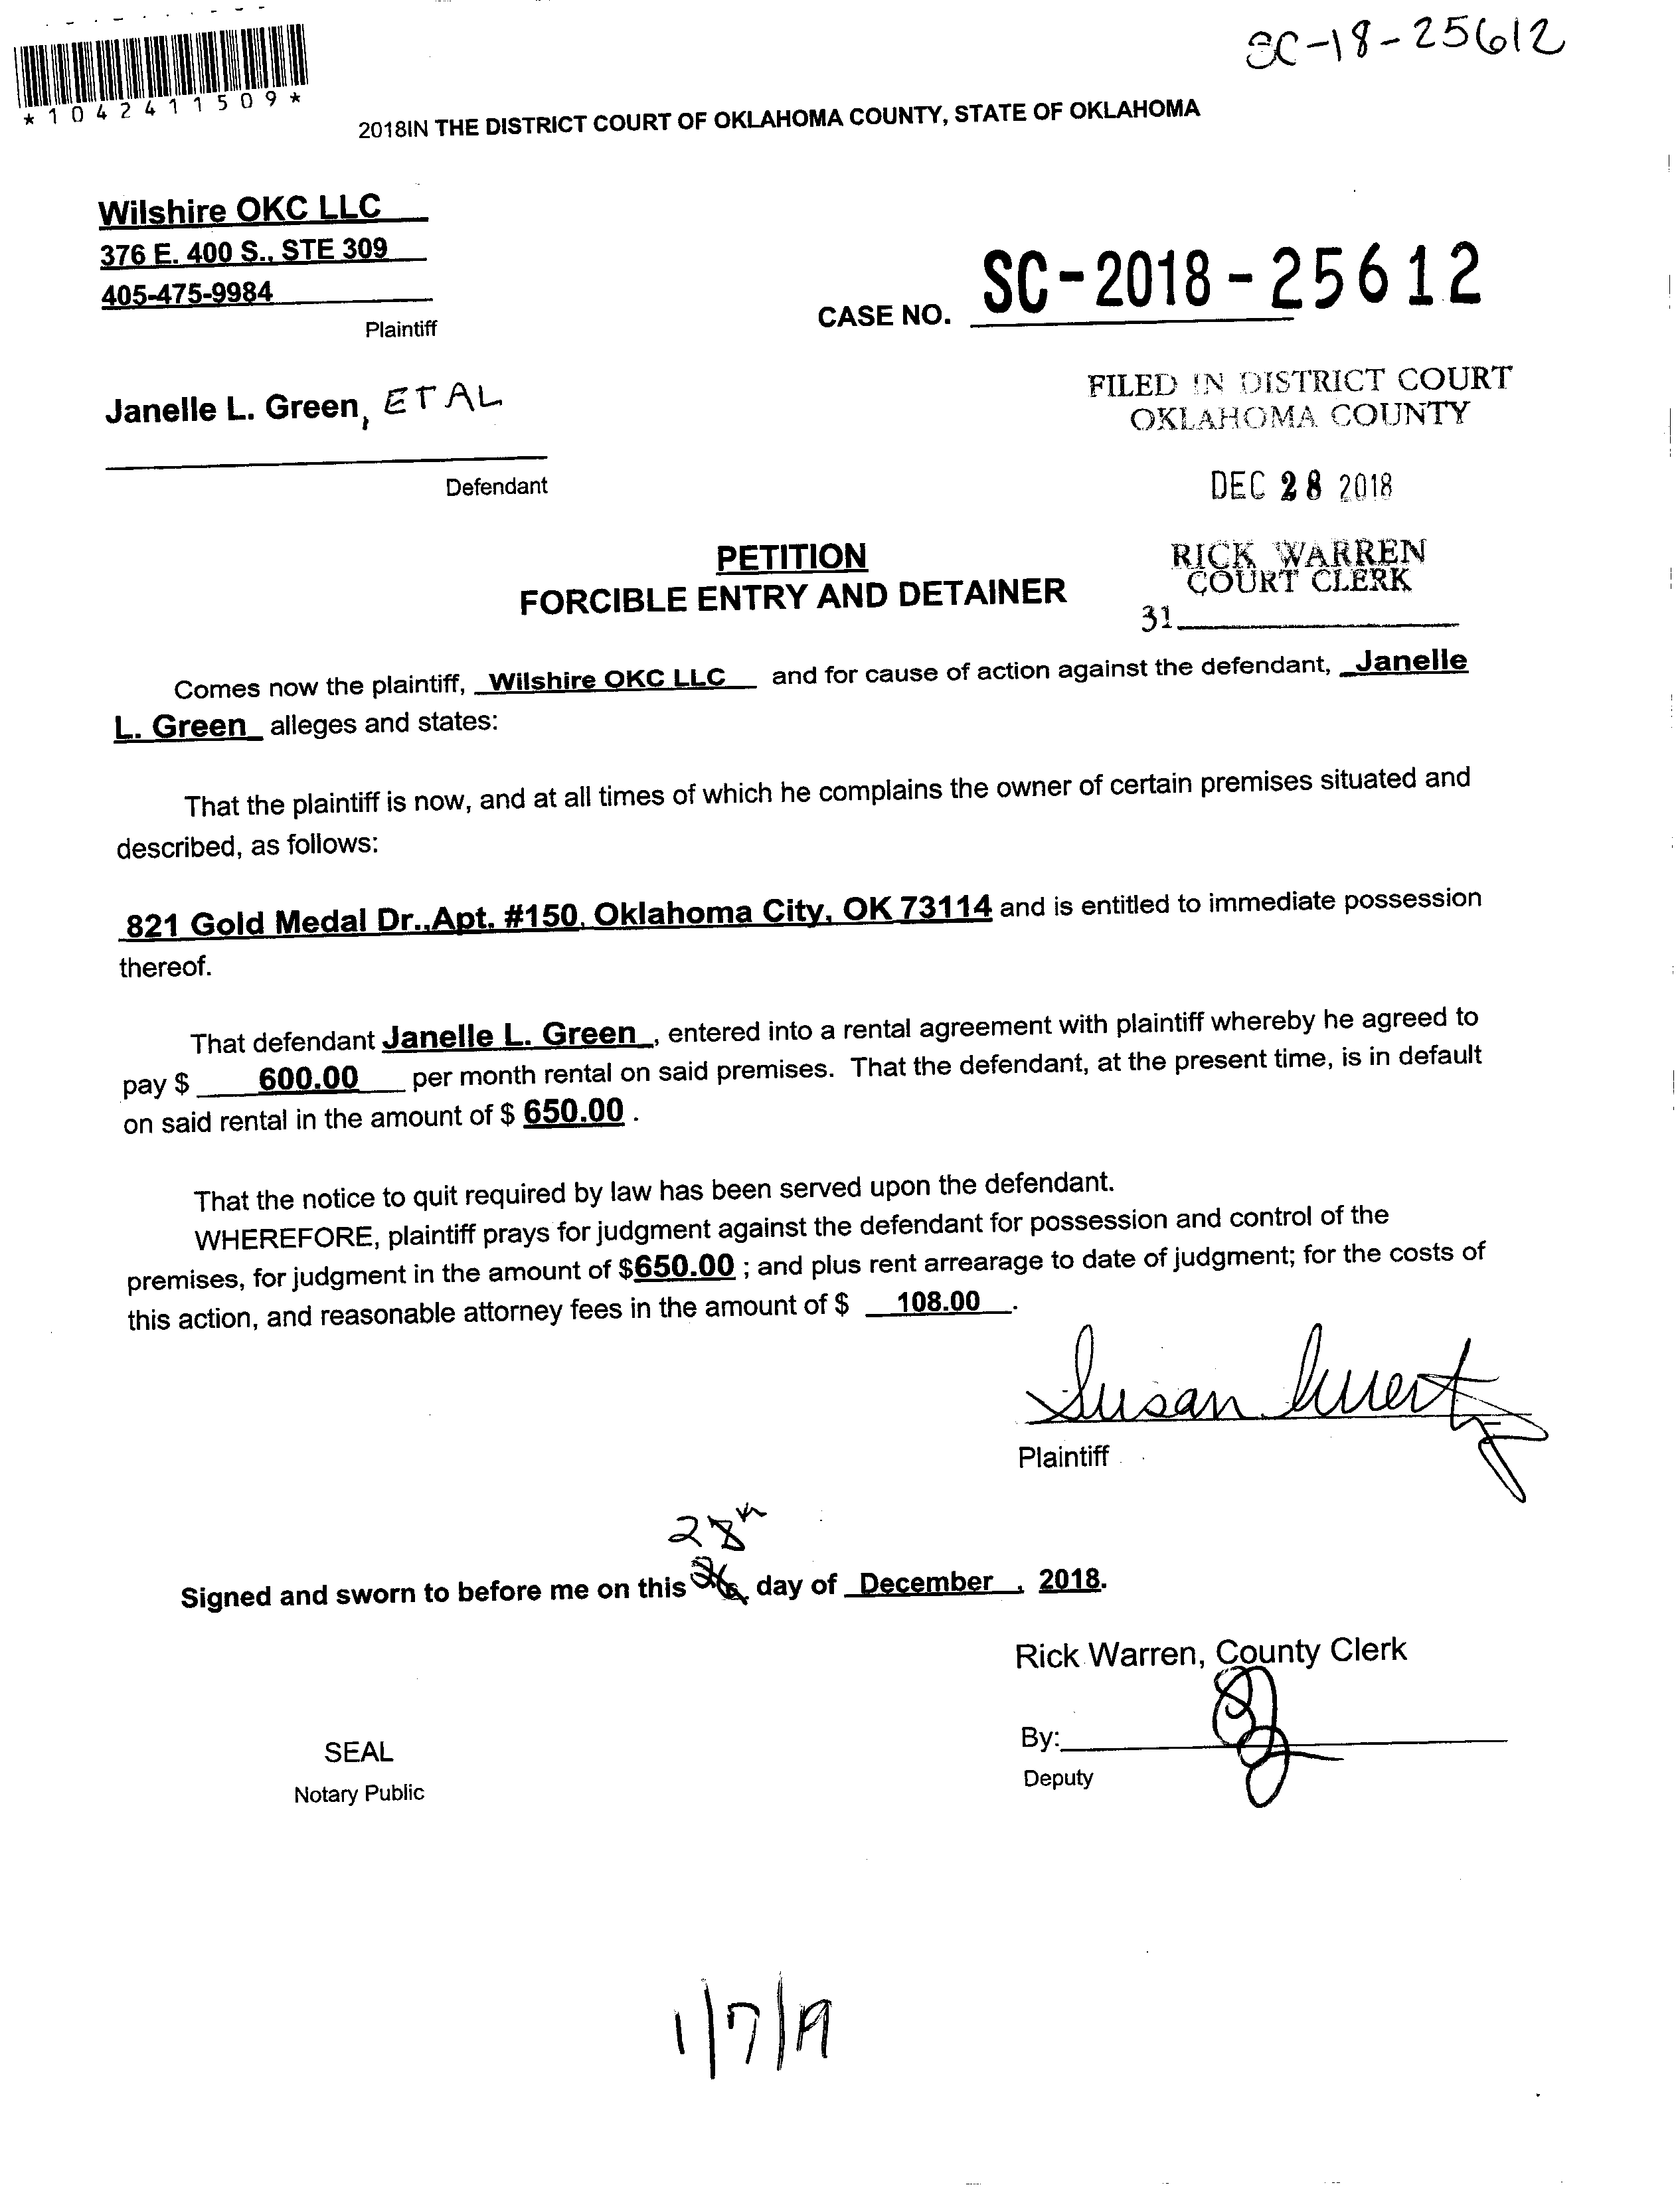 SC-18-25612
*1042411509*
2018IN THE DISTRICT COURT OF OKLAHOMA COUNTY, STATE OF OKLAHOMA
Wilshire OKC LLC
376 E. 400 S., STE 309
405-475-9984
Plaintiff
CASE NO. SC-2018-25612
Janelle L. Green, ET AL
Defendant
FILED IN DISTRICT COURT
OKLAHOMA COUNTY
DEC 28 2018
RICK WARREN
COURT CLERK
31
PETITION
FORCIBLE ENTRY AND DETAINER
Comes now the plaintiff, Wilshire OKC LLC and for cause of action against the defendant, Janelle
L. Green alleges and states:
That the plaintiff is now, and at all times of which he complains the owner of certain premises situated and
described, as follows:
821 Gold Medal Dr.,Apt. #150, Oklahoma City, OK 73114 and is entitled to immediate possession
thereof.
That defendant Janelle L. Green , entered into a rental agreement with plaintiff whereby he agreed to
pay $ 600.00 per month rental on said premises. That the defendant, at the present time, is in default
on said rental in the amount of $ 650.00 .
That the notice to quit required by law has been served upon the defendant.
WHEREFORE, plaintiff prays for judgment against the defendant for possession and control of the
premises, for judgment in the amount of $650.00 ; and plus rent arrearage to date of judgment; for the costs of
this action, and reasonable attorney fees in the amount of $ 108.00 .
Susan
Plaintiff
28th
Signed and sworn to before me on this 26 day of December , 2018.
Rick Warren, County Clerk
By:
Deputy
SEAL
Notary Public
1/7/19